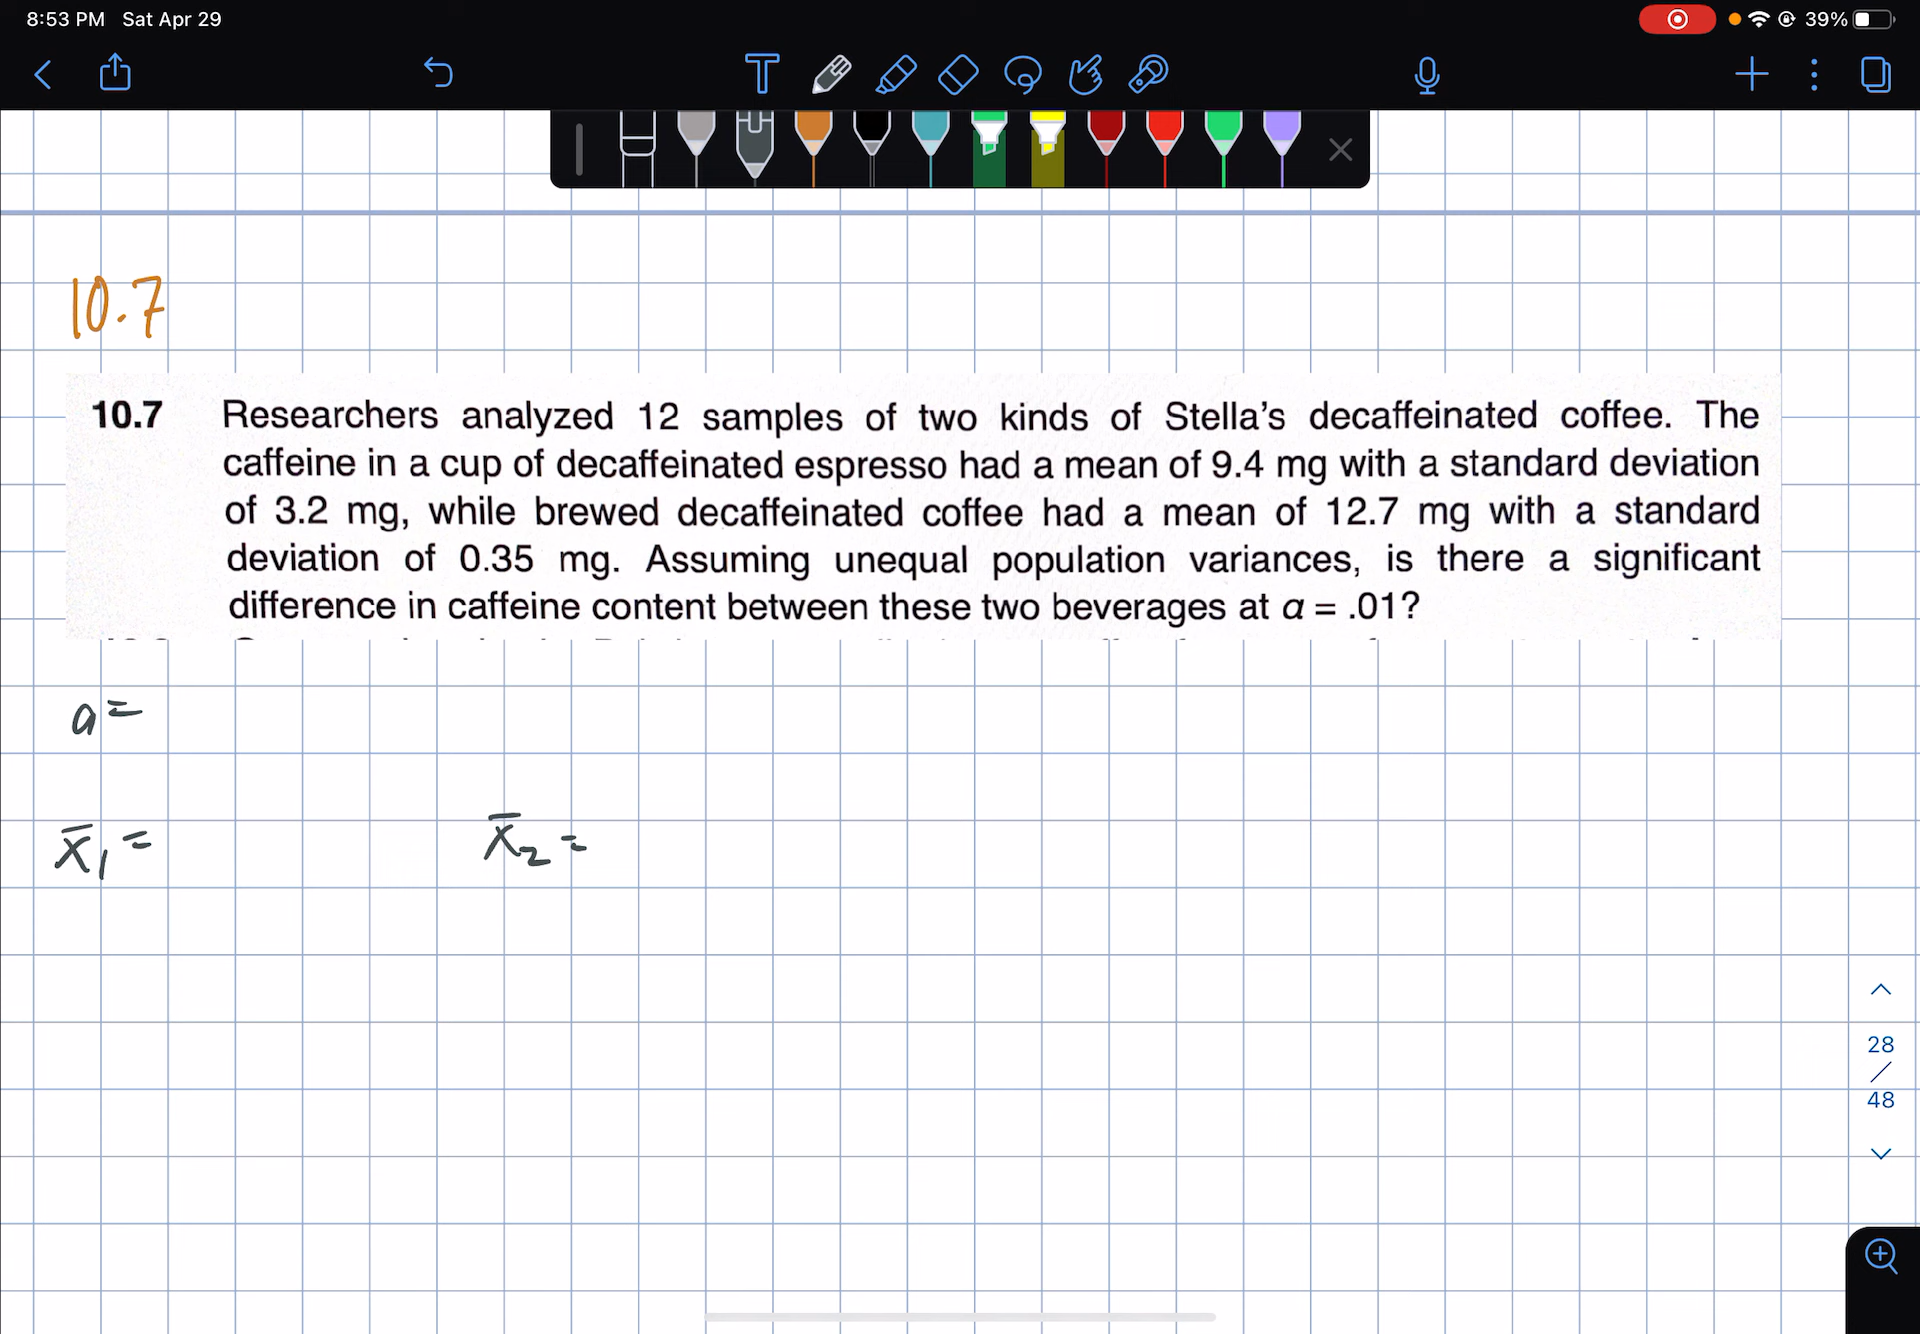 8:53 PM Sat Apr 29
39%
10.7
10.7 Researchers analyzed 12 samples of two kinds of Stella's decaffeinated coffee. The
caffeine in a cup of decaffeinated espresso had a mean of 9.4 mg with a standard deviation
of 3.2 mg, while brewed decaffeinated coffee had a mean of 12.7 mg with a standard
deviation of 0.35 mg. Assuming unequal population variances, is there a significant
difference in caffeine content between these two beverages at α = .01?
a=
x̄₁= x̄₂=
28
/
48